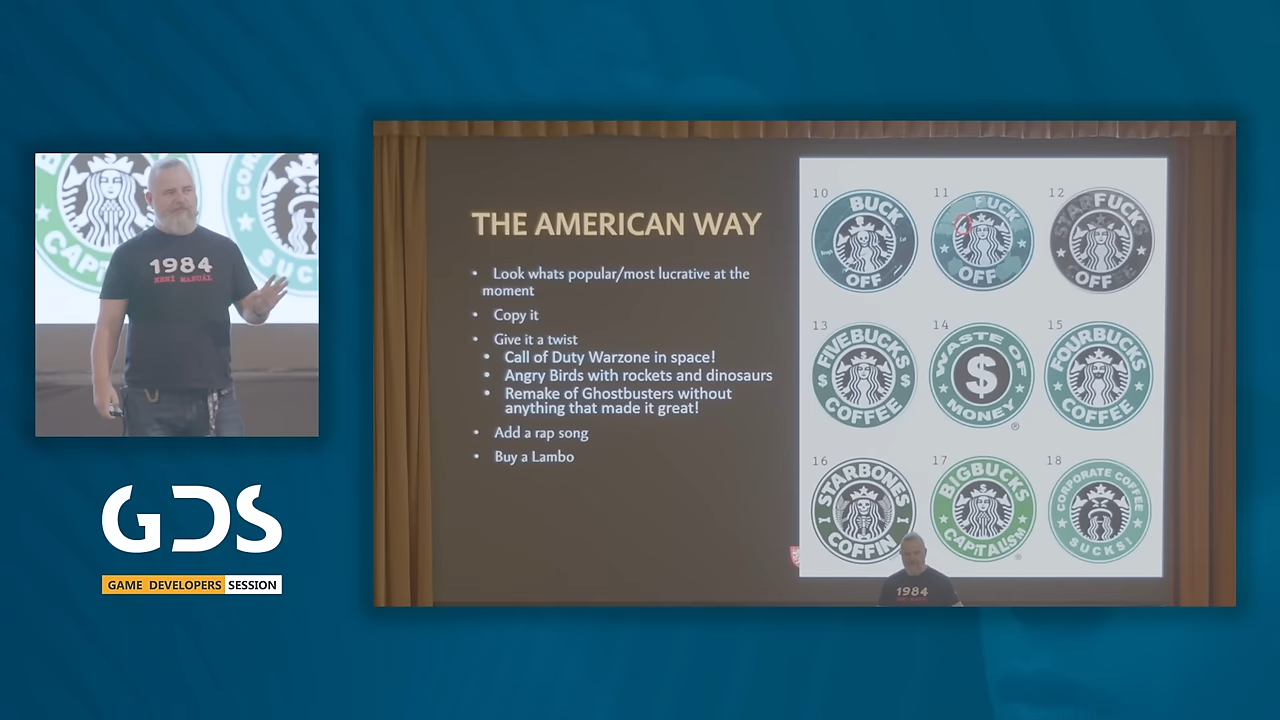 1984
NENÍ MANUÁL
GDS
GAME DEVELOPERS SESSION
THE AMERICAN WAY
• Look whats popular/most lucrative at the
moment
• Copy it
• Give it a twist
• Call of Duty Warzone in space!
• Angry Birds with rockets and dinosaurs
• Remake of Ghostbusters without
anything that made it great!
• Add a rap song
• Buy a Lambo
10
BUCK
OFF
11
FUCK
OFF
12
STARFUCKS
OFF
13
FIVEBUCKS
$ $
COFFEE
14
WASTE OF
$
MONEY
®
15
FOURBUCKS
COFFEE
16
STARBONES
COFFIN
17
BIGBUCKS
CAPITALISM
18
CORPORATE COFFEE
SUCKS!
1984